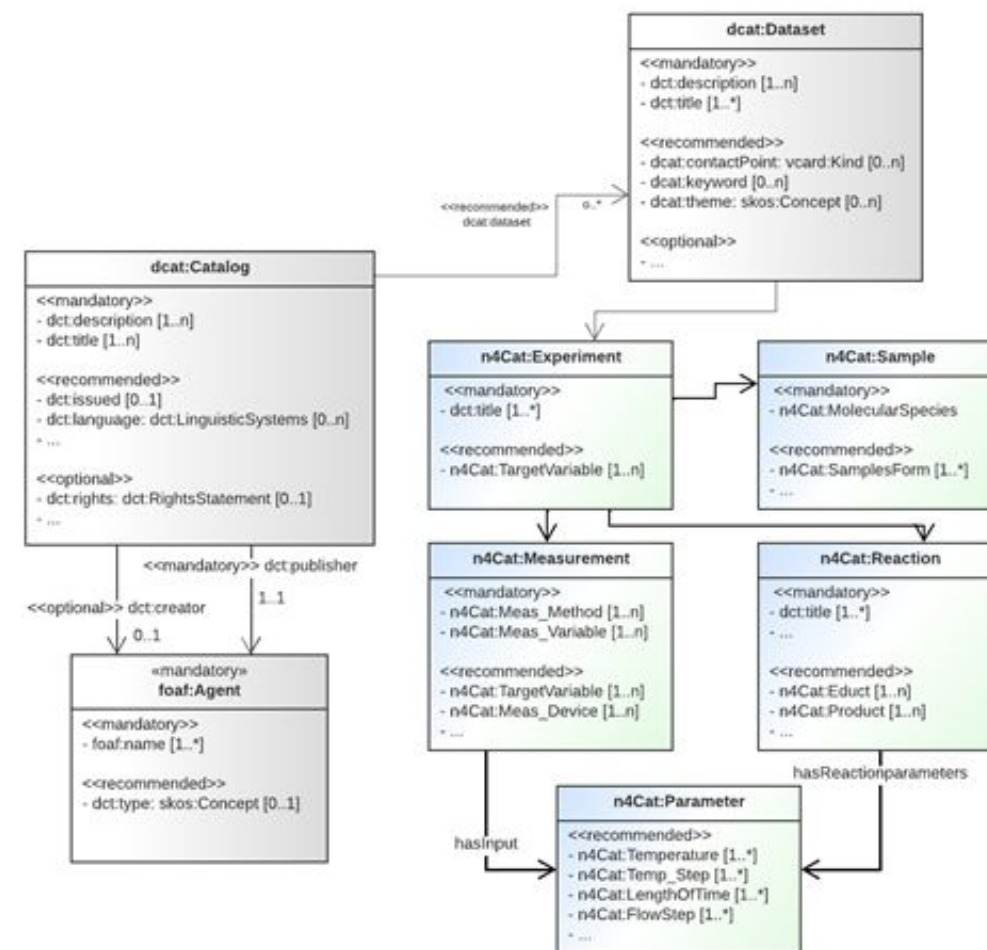 dcat:Dataset
<<mandatory>>
- dct:description [1..n]
- dct:title [1..*]
<<recommended>>
- dcat:contactPoint: vcard:Kind [0..n]
- dcat:keyword [0..n]
- dcat:theme: skos:Concept [0..n]
<<optional>>
- ...
<<recommended>>
dcat:dataset
o..*
dcat:Catalog
<<mandatory>>
- dct:description [1..n]
- dct:title [1..n]
<<recommended>>
- dct:issued [0..1]
- dct:language: dct:LinguisticSystems [0..n]
- ...
<<optional>>
- dct:rights: dct:RightsStatement [0..1]
- ...
<<mandatory>> dct:publisher
1..1
<<optional>> dct:creator
0..1
«mandatory»
foaf:Agent
<<mandatory>>
- foaf:name [1..*]
<<recommended>>
- dct:type: skos:Concept [0..1]
n4Cat:Experiment
<<mandatory>>
- dct:title [1..*]
<<recommended>>
- n4Cat:TargetVariable [1..n]
n4Cat:Sample
<<mandatory>>
- n4Cat:MolecularSpecies
<<recommended>>
- n4Cat:SamplesForm [1..*]
- ...
n4Cat:Measurement
<<mandatory>>
- n4Cat:Meas_Method [1..n]
- n4Cat:Meas_Variable [1..n]
<<recommended>>
- n4Cat:TargetVariable [1..n]
- n4Cat:Meas_Device [1..n]
- ...
n4Cat:Reaction
<<mandatory>>
- dct:title [1..*]
- ...
<<recommended>>
- n4Cat:Educt [1..n]
- n4Cat:Product [1..n]
- ...
hasReactionparameters
hasInput
n4Cat:Parameter
<<recommended>>
- n4Cat:Temperature [1..*]
- n4Cat:Temp_Step [1..*]
- n4Cat:LengthOfTime [1..*]
- n4Cat:FlowStep [1..*]
- ...